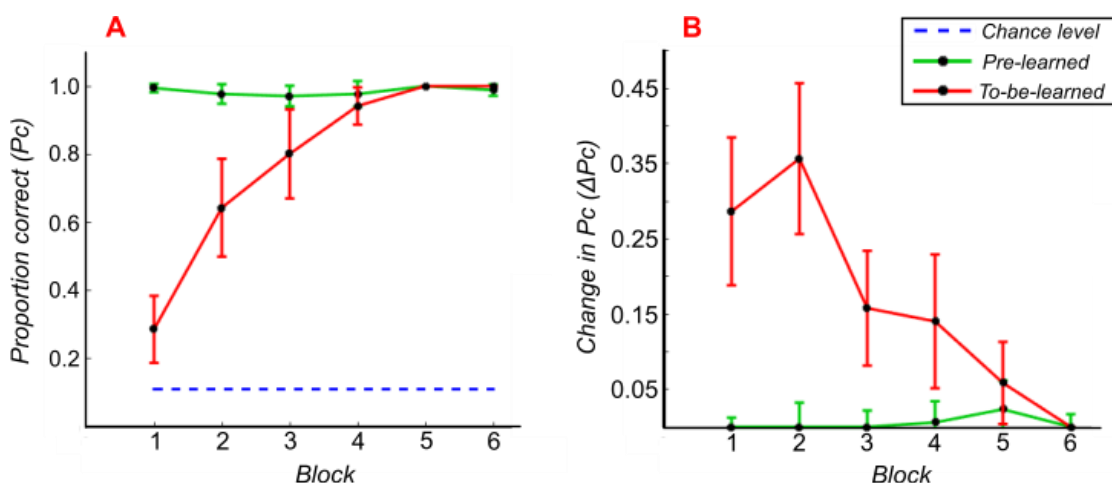 A
Proportion correct (Pc)
1.0
0.8
0.6
0.4
0.2
1 2 3 4 5 6
Block
B
Chance level
Pre-learned
To-be-learned
Change in Pc (ΔPc)
0.45
0.35
0.25
0.15
0.05
1 2 3 4 5 6
Block